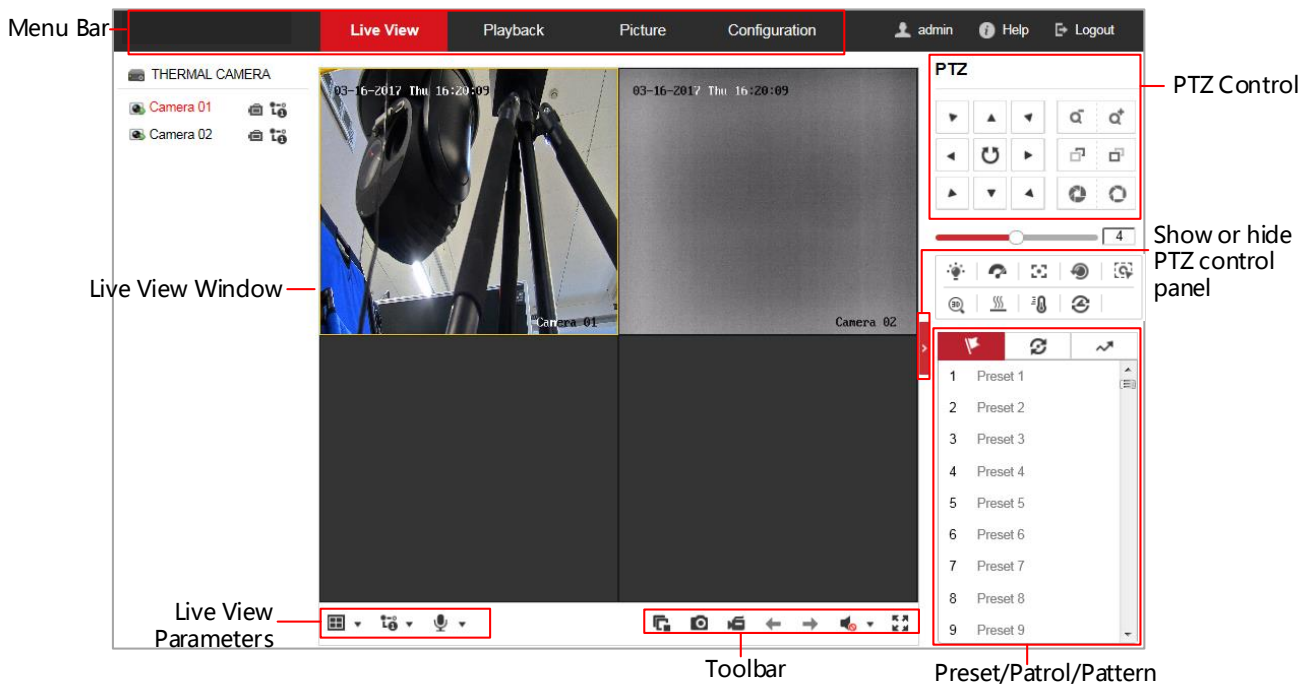 Menu Bar
Live View Playback Picture Configuration admin Help Logout
THERMAL CAMERA
Camera 01
Camera 02
03-16-2017 Thu 16:20:09
Camera 01
03-16-2017 Thu 16:20:09
Camera 02
PTZ
PTZ Control
4
Show or hide
PTZ control
panel
3D
Live View Window
1 Preset 1
2 Preset 2
3 Preset 3
4 Preset 4
5 Preset 5
6 Preset 6
7 Preset 7
8 Preset 8
9 Preset 9
Live View
Parameters
Toolbar
Preset/Patrol/Pattern